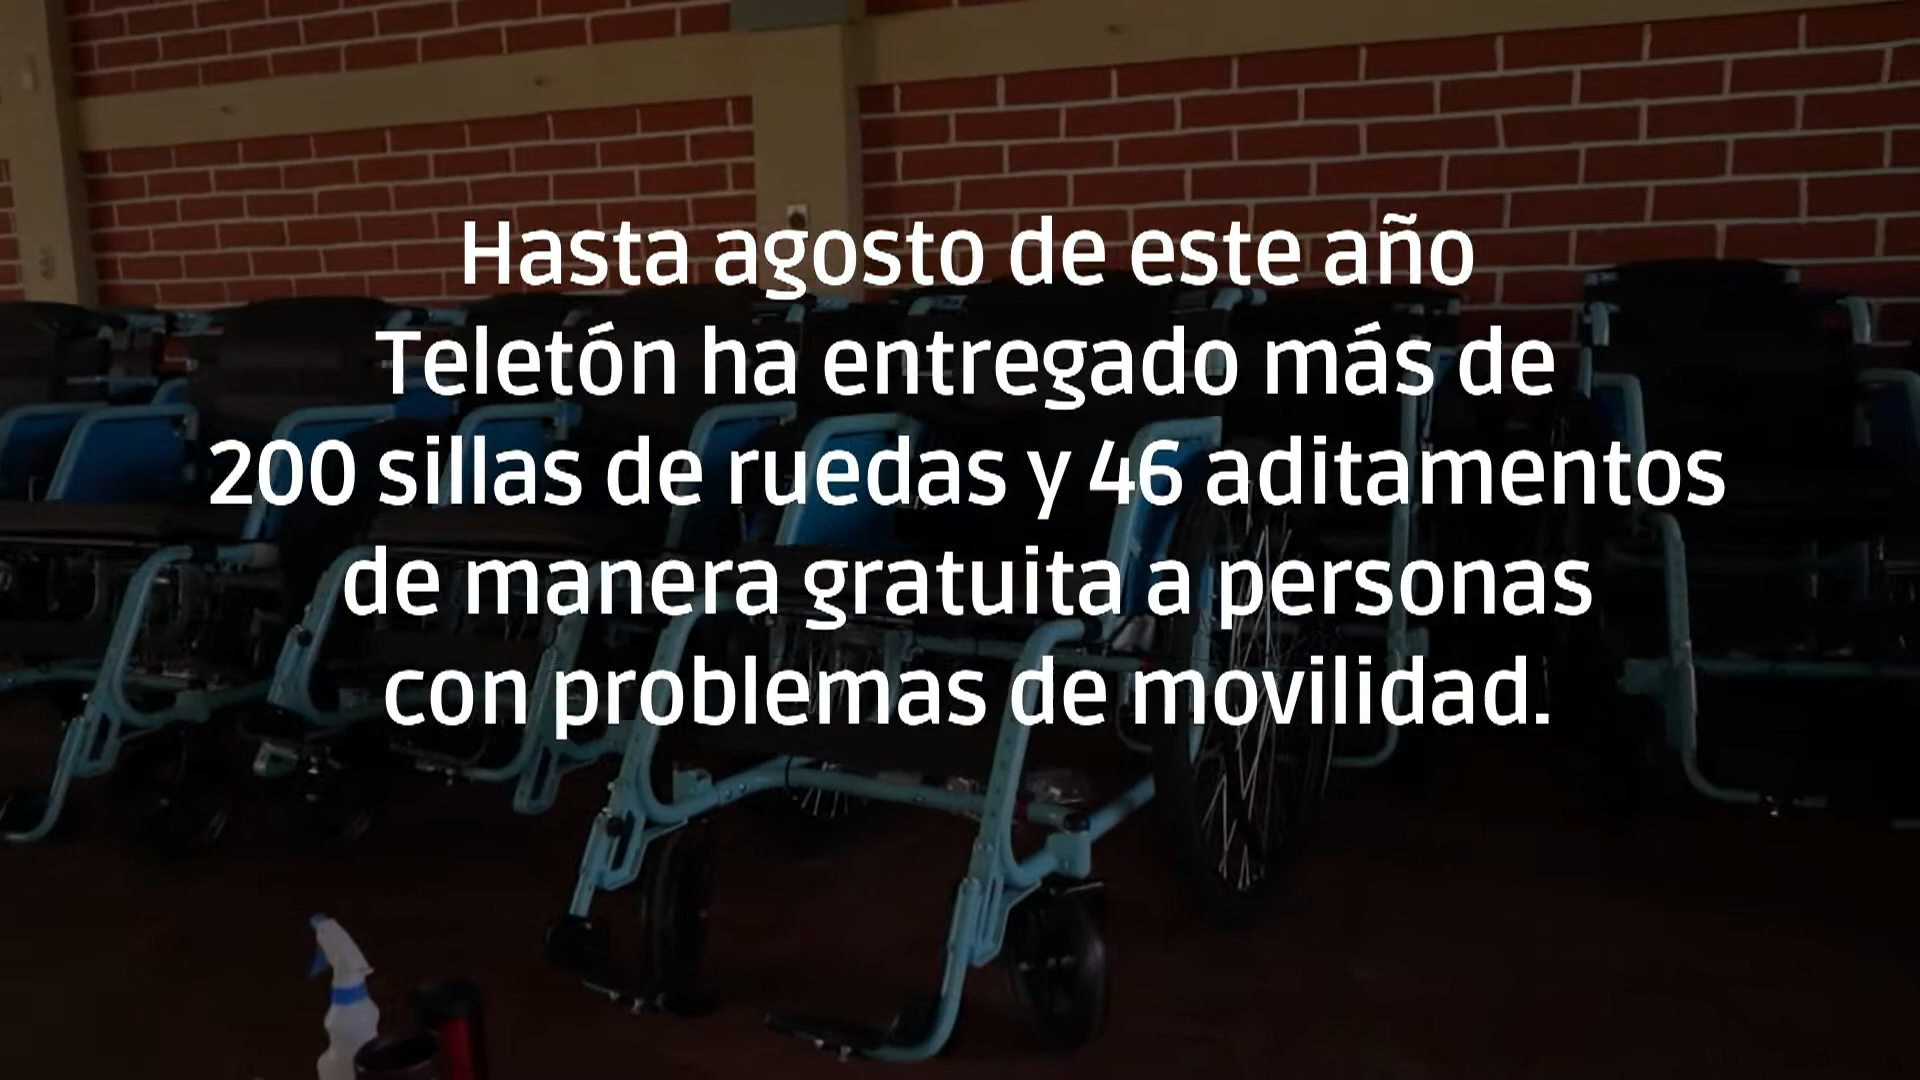 Hasta agosto de este año
Teletón ha entregado más de
200 sillas de ruedas y 46 aditamentos
de manera gratuita a personas
con problemas de movilidad.